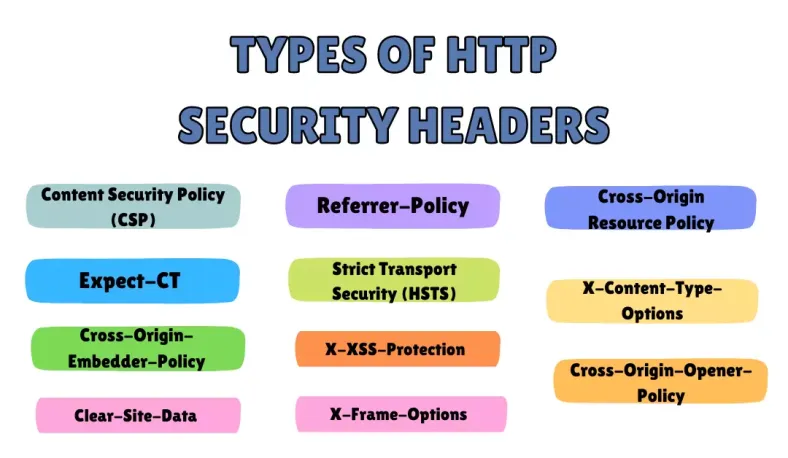 TYPES OF HTTP
SECURITY HEADERS
Content Security Policy
(CSP)
Referrer-Policy
Cross-Origin
Resource Policy
Expect-CT
Strict Transport
Security (HSTS)
X-Content-Type-
Options
Cross-Origin-
Embedder-Policy
X-XSS-Protection
Cross-Origin-Opener-
Policy
Clear-Site-Data
X-Frame-Options